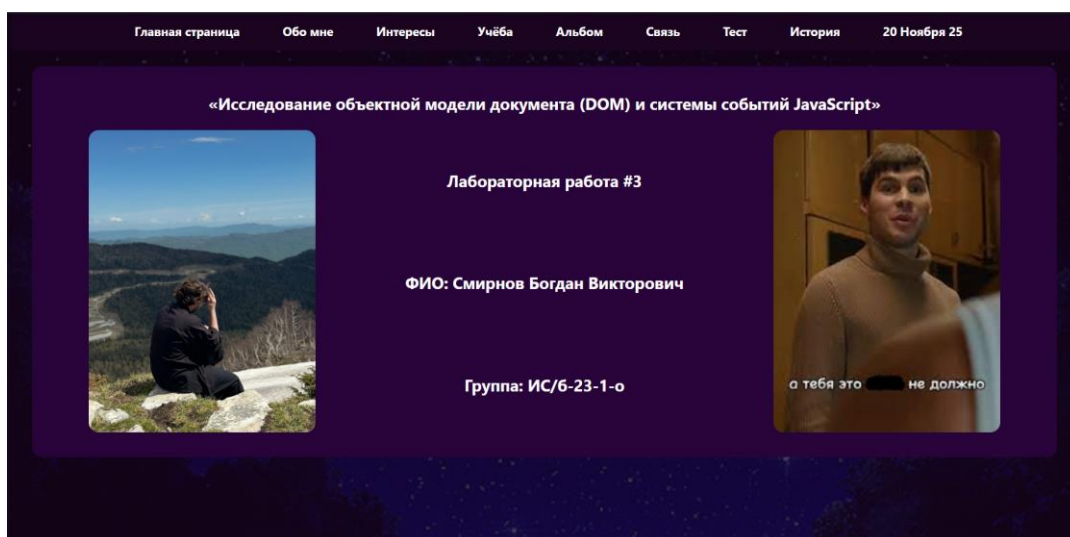 Главная страница Обо мне Интересы Учёба Альбом Связь Тест История 20 Ноября 25
«Исследование объектной модели документа (DOM) и системы событий JavaScript»
Лабораторная работа #3
ФИО: Смирнов Богдан Викторович
Группа: ИС/б-23-1-о
а тебя это не должно